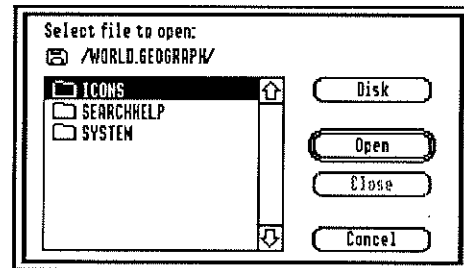 Select file to open:
/WORLD.GEOGRAPH/
ICONS
SEARCHHELP
SYSTEM
Disk
Open
Close
Cancel